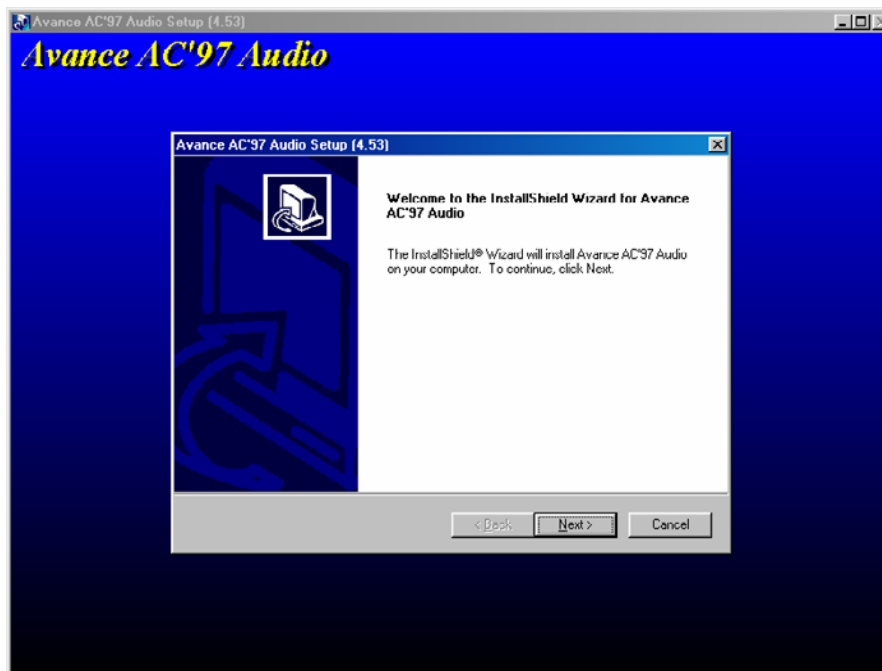 Avance AC'97 Audio Setup (4.53)
Avance AC'97 Audio
Avance AC'97 Audio Setup (4.53)
Welcome to the InstallShield Wizard for Avance
AC'97 Audio
The InstallShield® Wizard will install Avance AC'97 Audio
on your computer. To continue, click Next.
< Back Next > Cancel